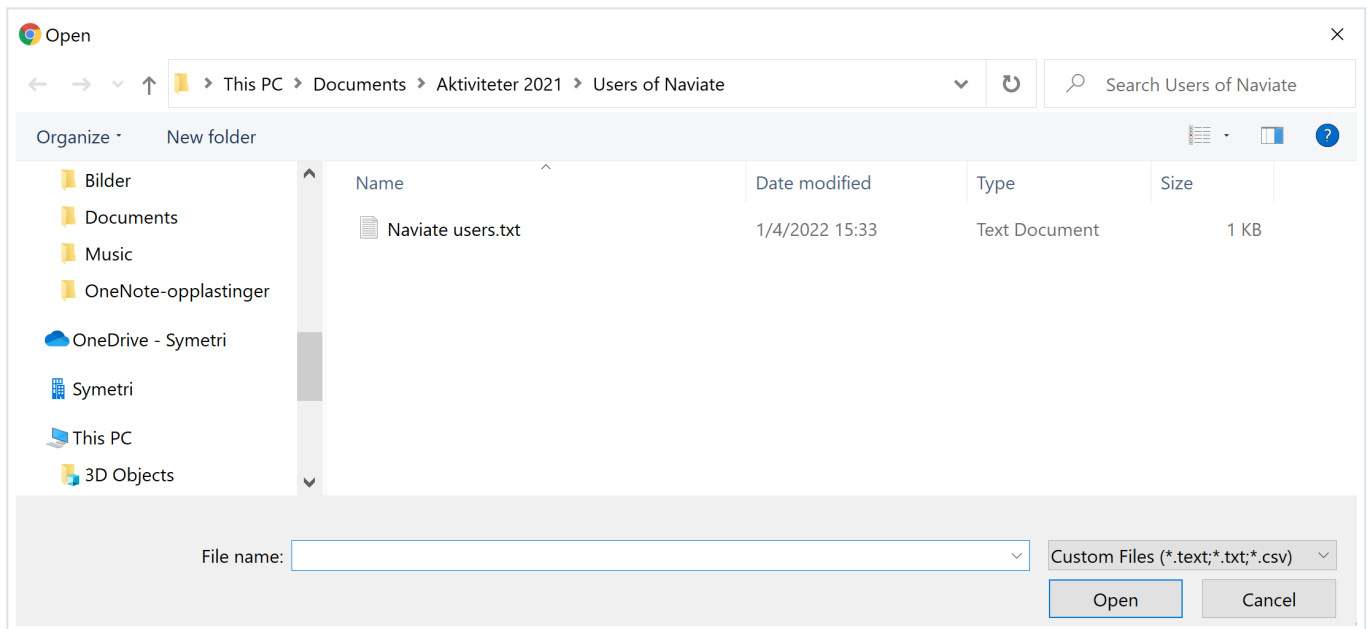 Open
This PC > Documents > Aktiviteter 2021 > Users of Naviate
Search Users of Naviate
Organize New folder
?
Bilder
Documents
Music
OneNote-opplastinger
OneDrive - Symetri
Symetri
This PC
3D Objects
Name Date modified Type Size
Naviate users.txt 1/4/2022 15:33 Text Document 1 KB
File name:
Custom Files (*.text;*.txt;*.csv)
Open Cancel